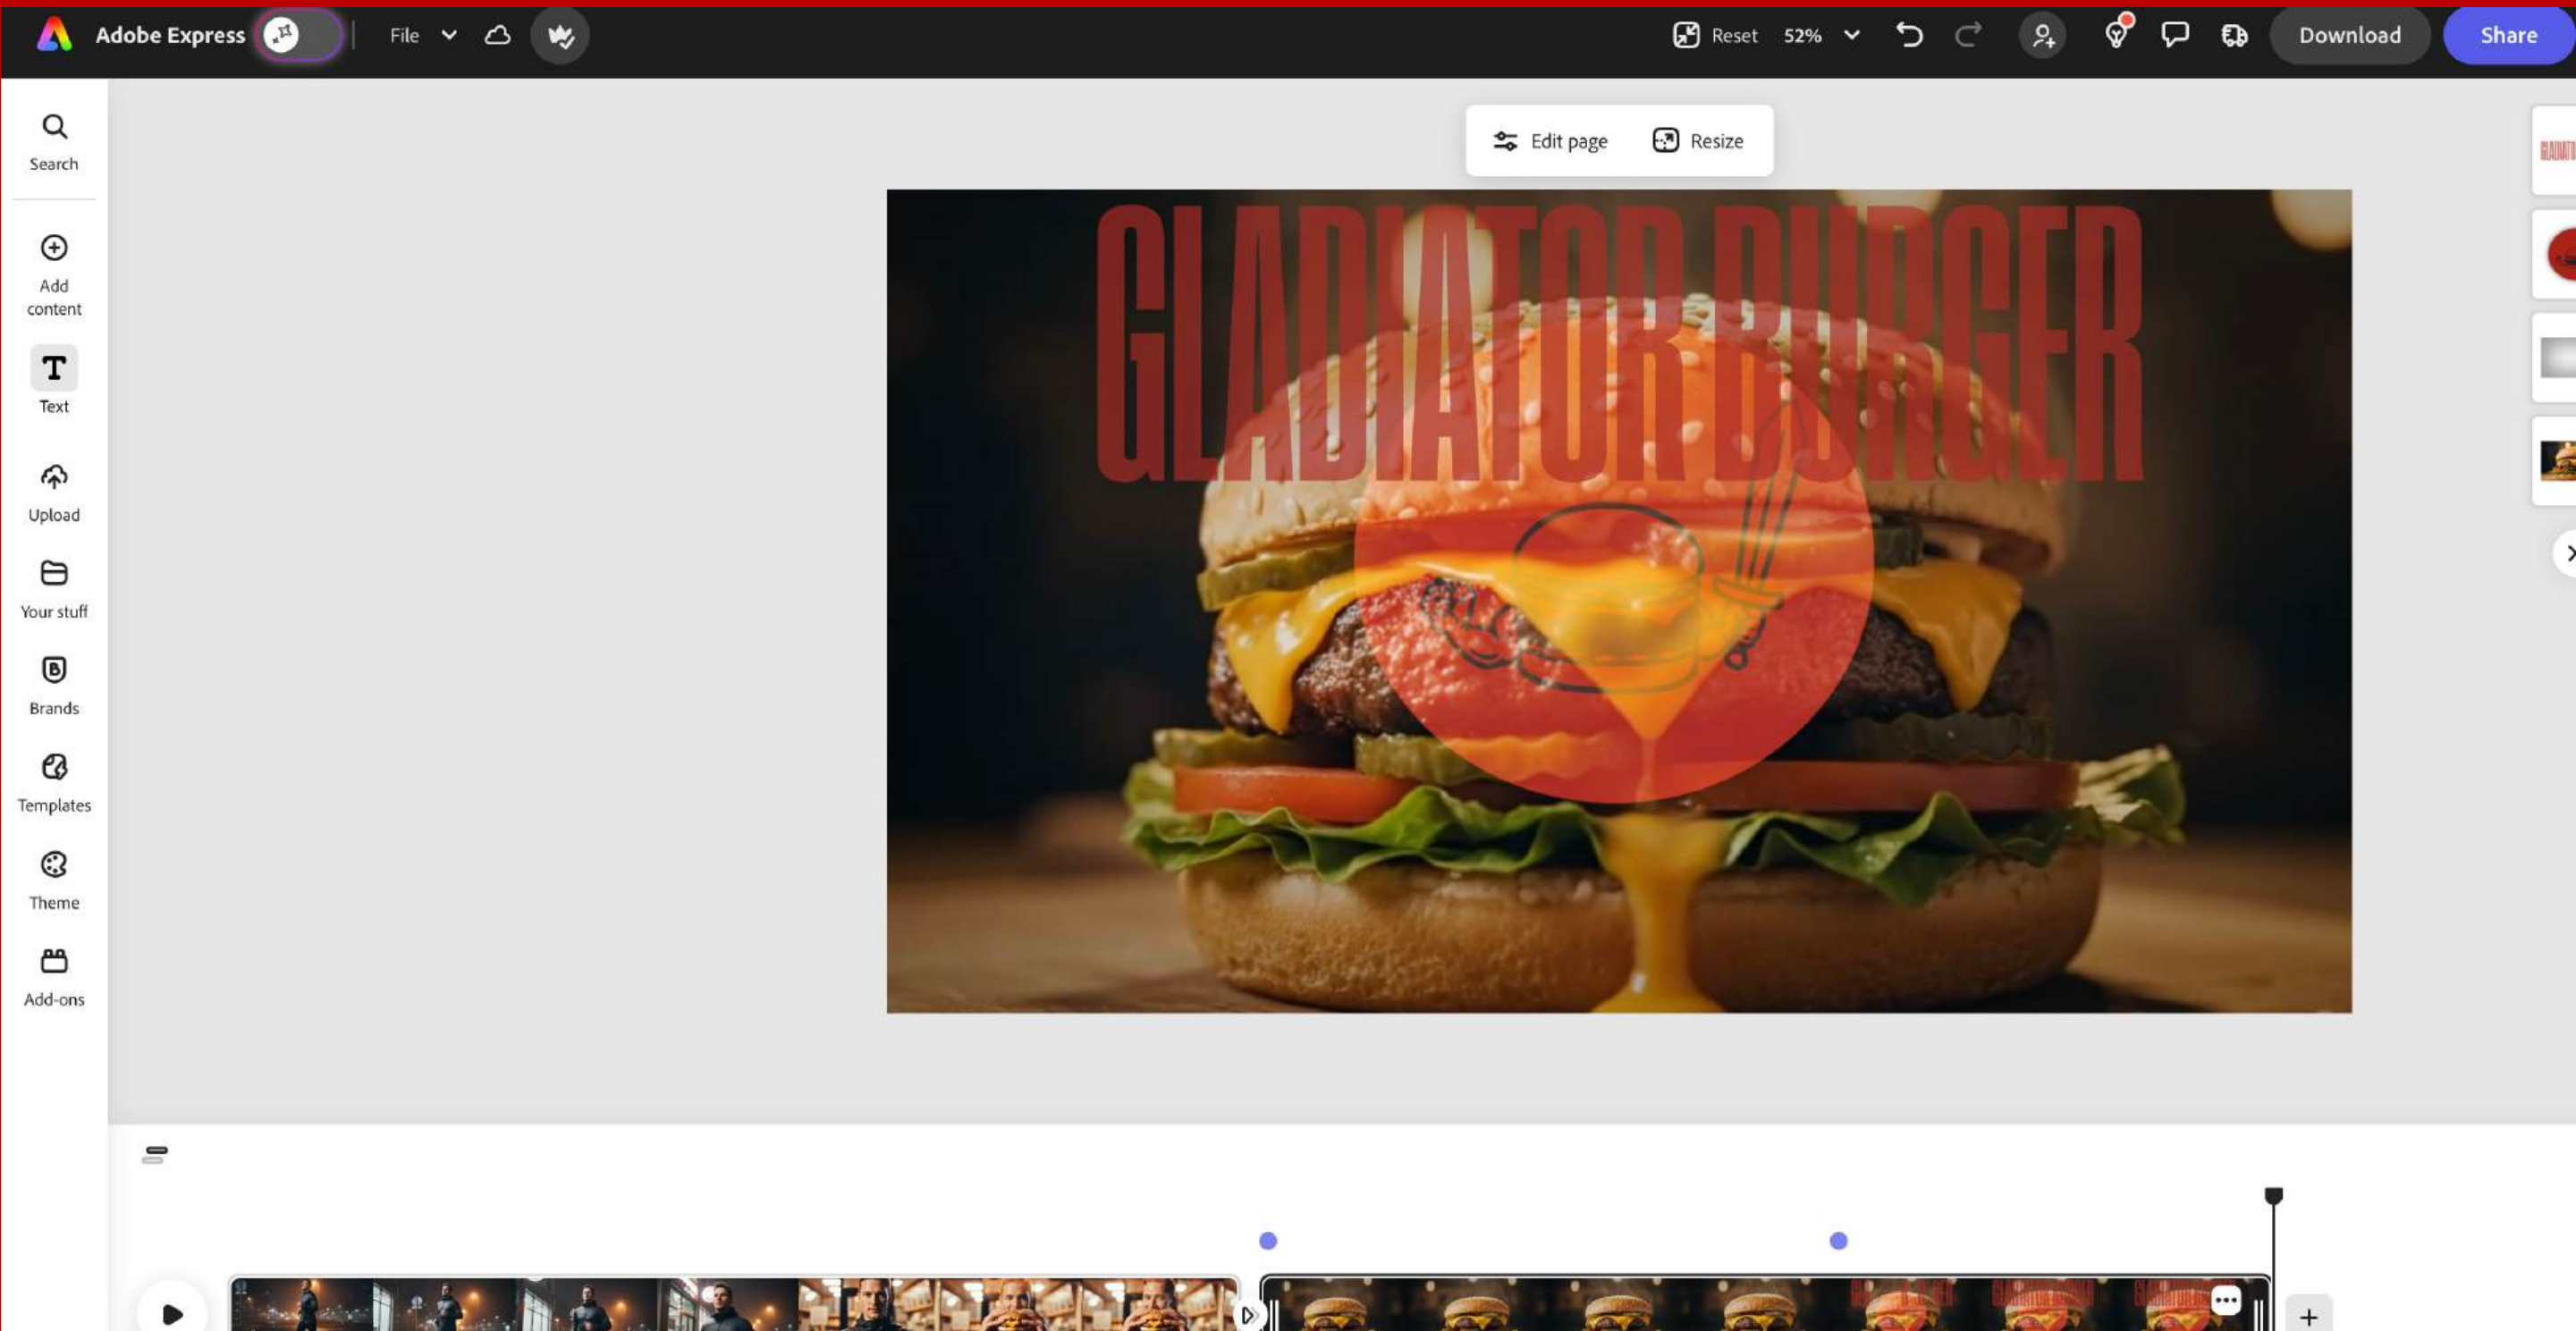 Adobe Express
File
Reset 52%
Download
Share
Search
Add
content
Text
Upload
Your stuff
Brands
Templates
Theme
Add-ons
Edit page
Resize
GLADIATOR BURGER